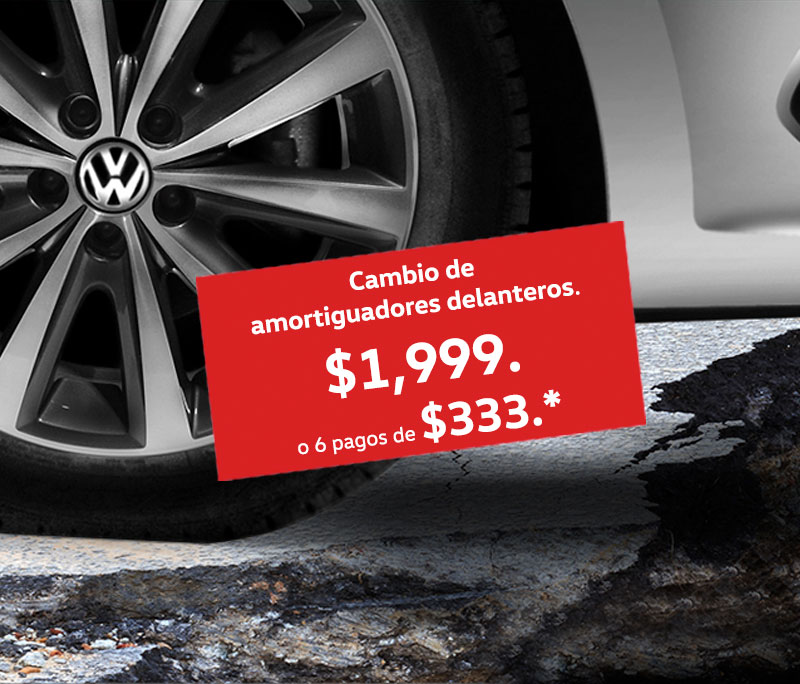 Cambio de
amortiguadores delanteros.
$1,999.
o 6 pagos de $333.*